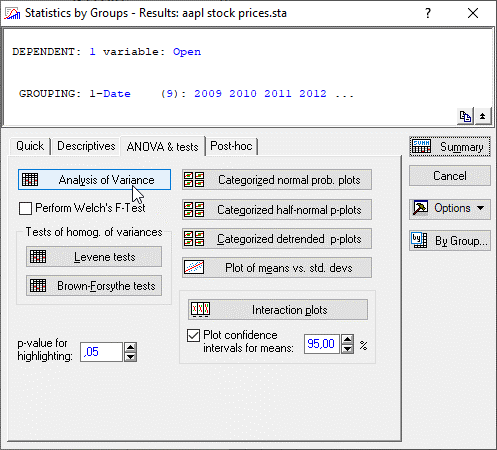 Statistics by Groups - Results: aapl stock prices.sta
DEPENDENT: 1 variable: Open
GROUPING: 1-Date (9): 2009 2010 2011 2012 ...
Quick Descriptives ANOVA & tests Post-hoc
Analysis of Variance
Perform Welch's F-Test
Tests of homog. of variances
Levene tests
Brown-Forsythe tests
p-value for
highlighting: ,05
Categorized normal prob. plots
Categorized half-normal p-plots
Categorized detrended p-plots
Plot of means vs. std. devs
Interaction plots
Plot confidence
intervals for means: 95,00 %
Summary
Cancel
Options
By Group...